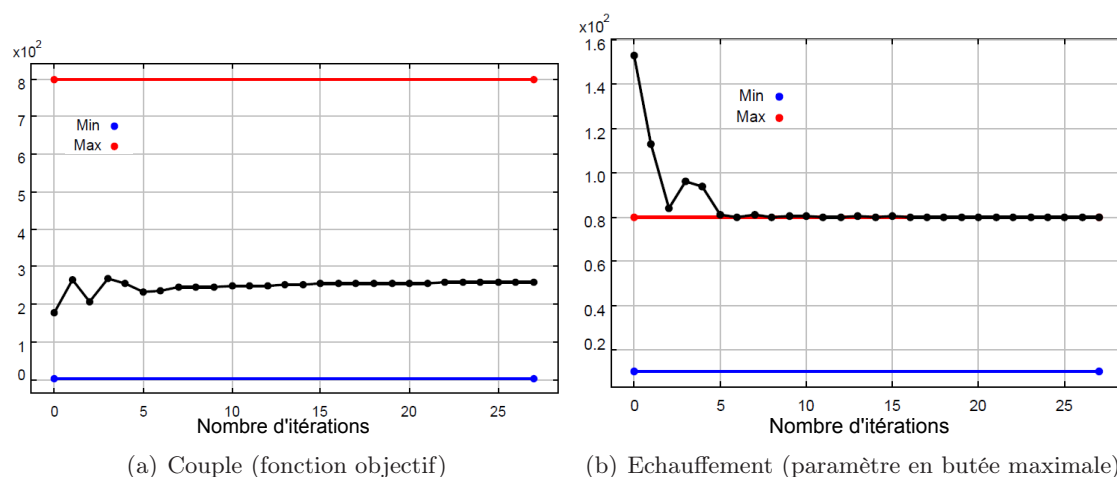 x10²
8
7
6
5
4
3
2
1
0
Min
Max
0 5 10 15 20 25
Nombre d'itérations
(a) Couple (fonction objectif)
x10²
1.6
1.4
1.2
1.0
0.8
0.6
0.4
0.2
Min
Max
0 5 10 15 20 25
Nombre d'itérations
(b) Echauffement (paramètre en butée maximale)